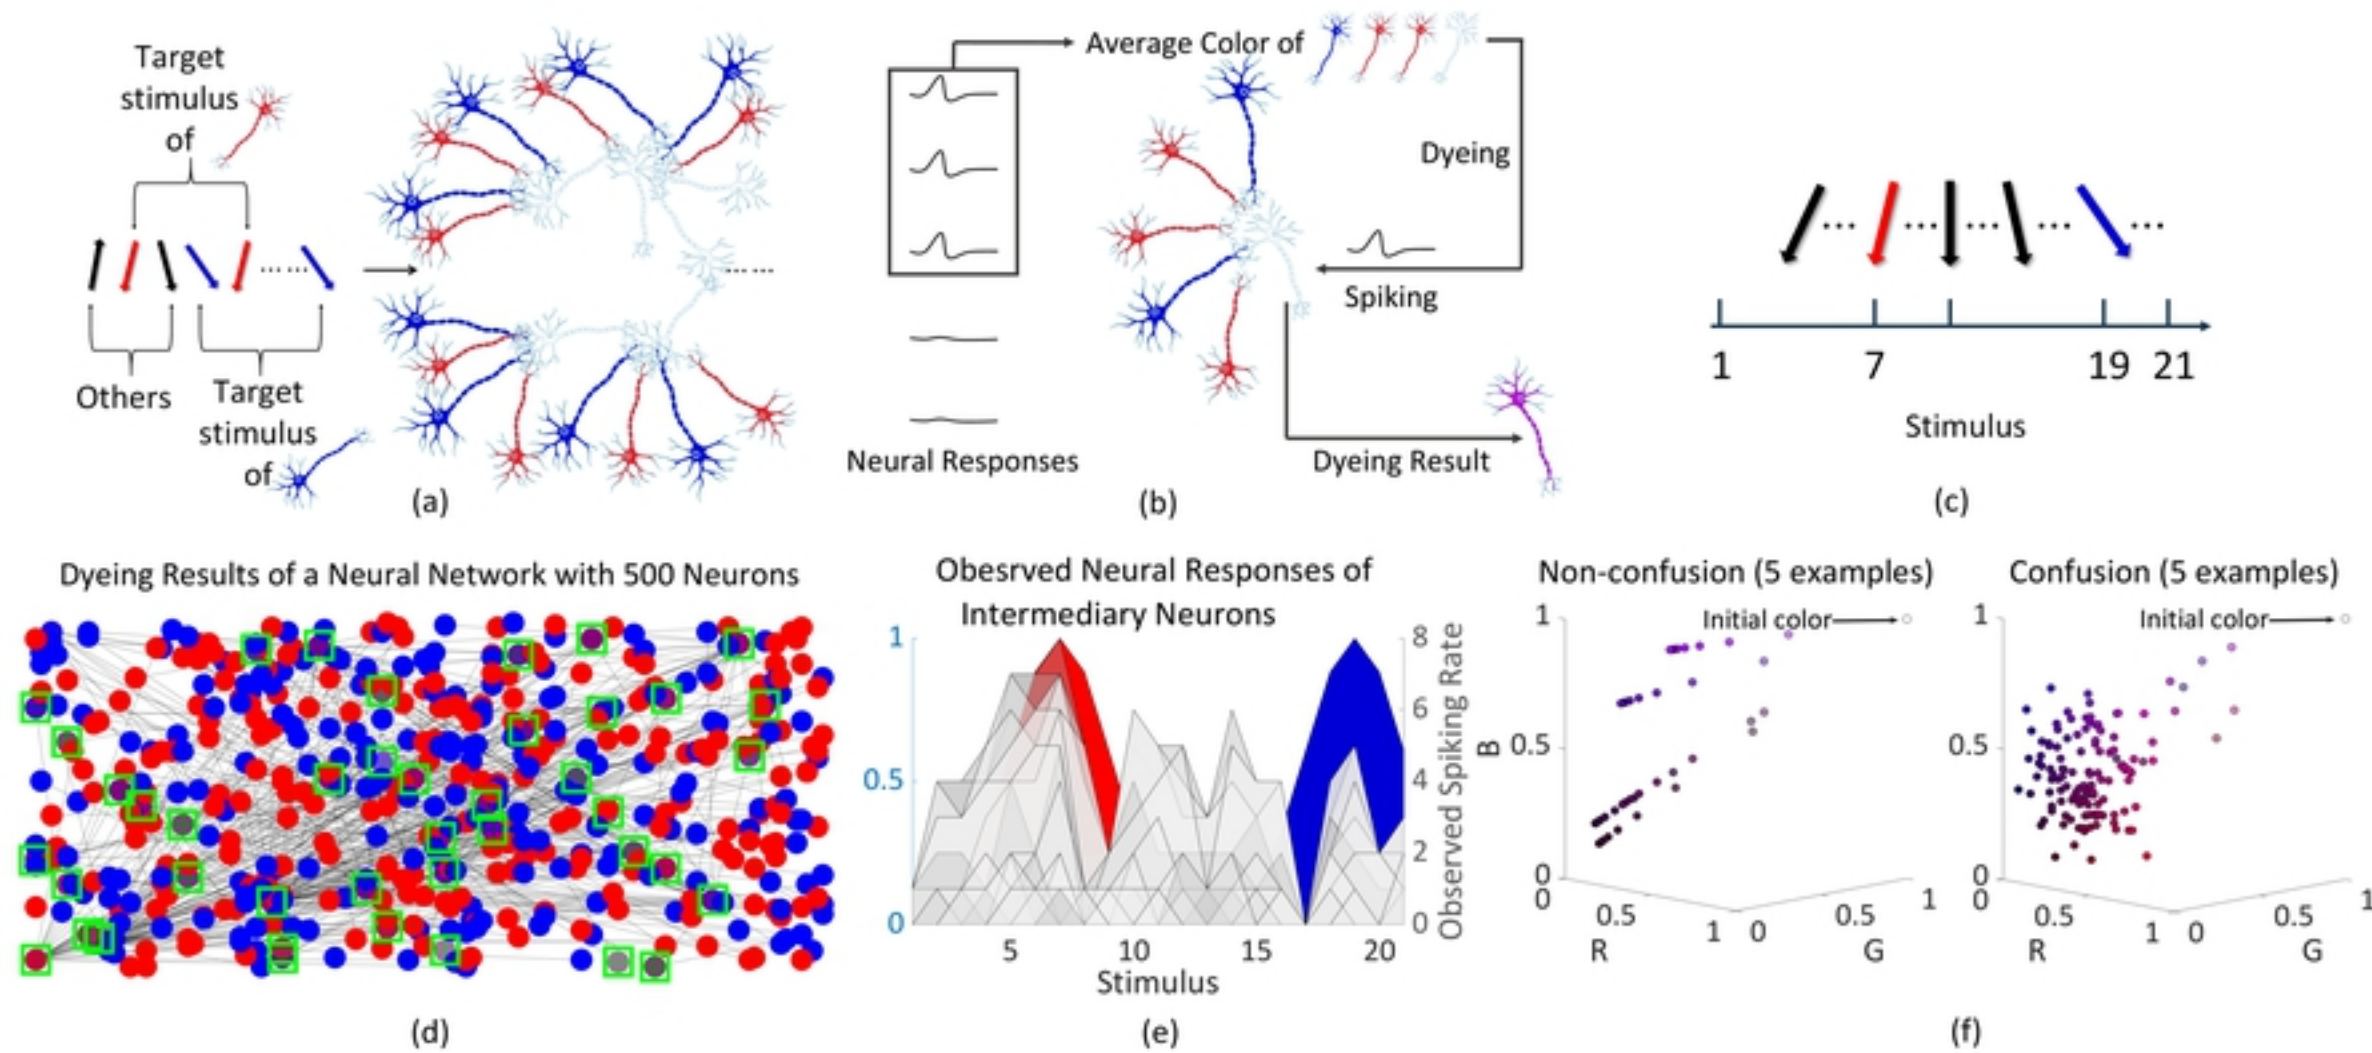 Target
stimulus
of
Others
Target
stimulus
of
(a)
Average Color of
Dyeing
Spiking
Neural Responses
Dyeing Result
(b)
1 7 19 21
Stimulus
(c)
Dyeing Results of a Neural Network with 500 Neurons
(d)
Obesrved Neural Responses of
Intermediary Neurons
1
0.5
0
8
6
4
2
0
Observed Spiking Rate
5 10 15 20
Stimulus
(e)
Non-confusion (5 examples)
Initial color
1
0.5
0
B
0 0.5 1
R
0 0.5 1
G
Confusion (5 examples)
Initial color
1
0.5
0
0 0.5 1
R
0 0.5 1
G
(f)